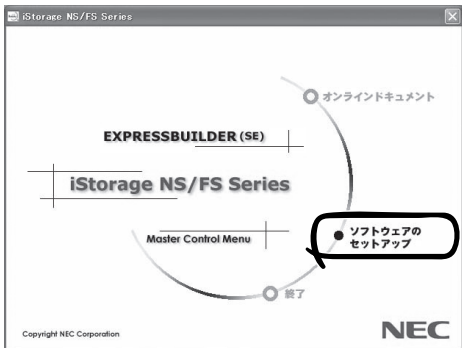 iStorage NS/FS Series
オンラインドキュメント
EXPRESSBUILDER (SE)
iStorage NS/FS Series
Master Control Menu
ソフトウェアの
セットアップ
終了
Copyright NEC Corporation
NEC